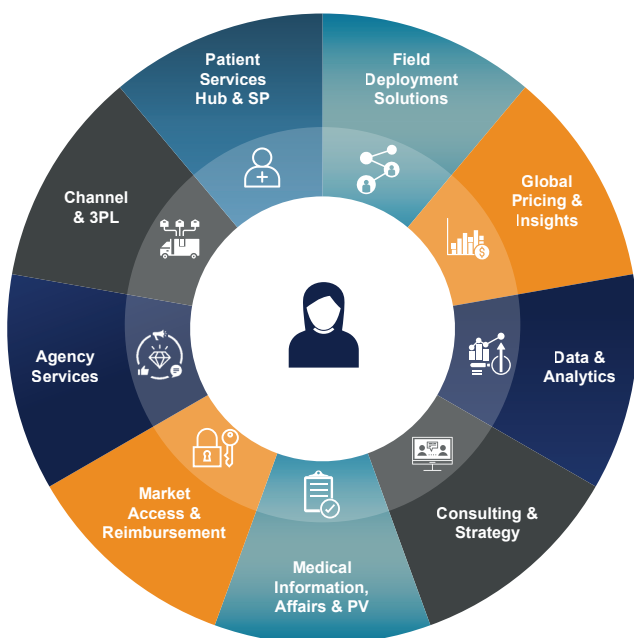 Patient
Services
Hub & SP
Field
Deployment
Solutions
Global
Pricing &
Insights
Data &
Analytics
Consulting &
Strategy
Medical
Information,
Affairs & PV
Market
Access &
Reimbursement
Agency
Services
Channel
& 3PL
$